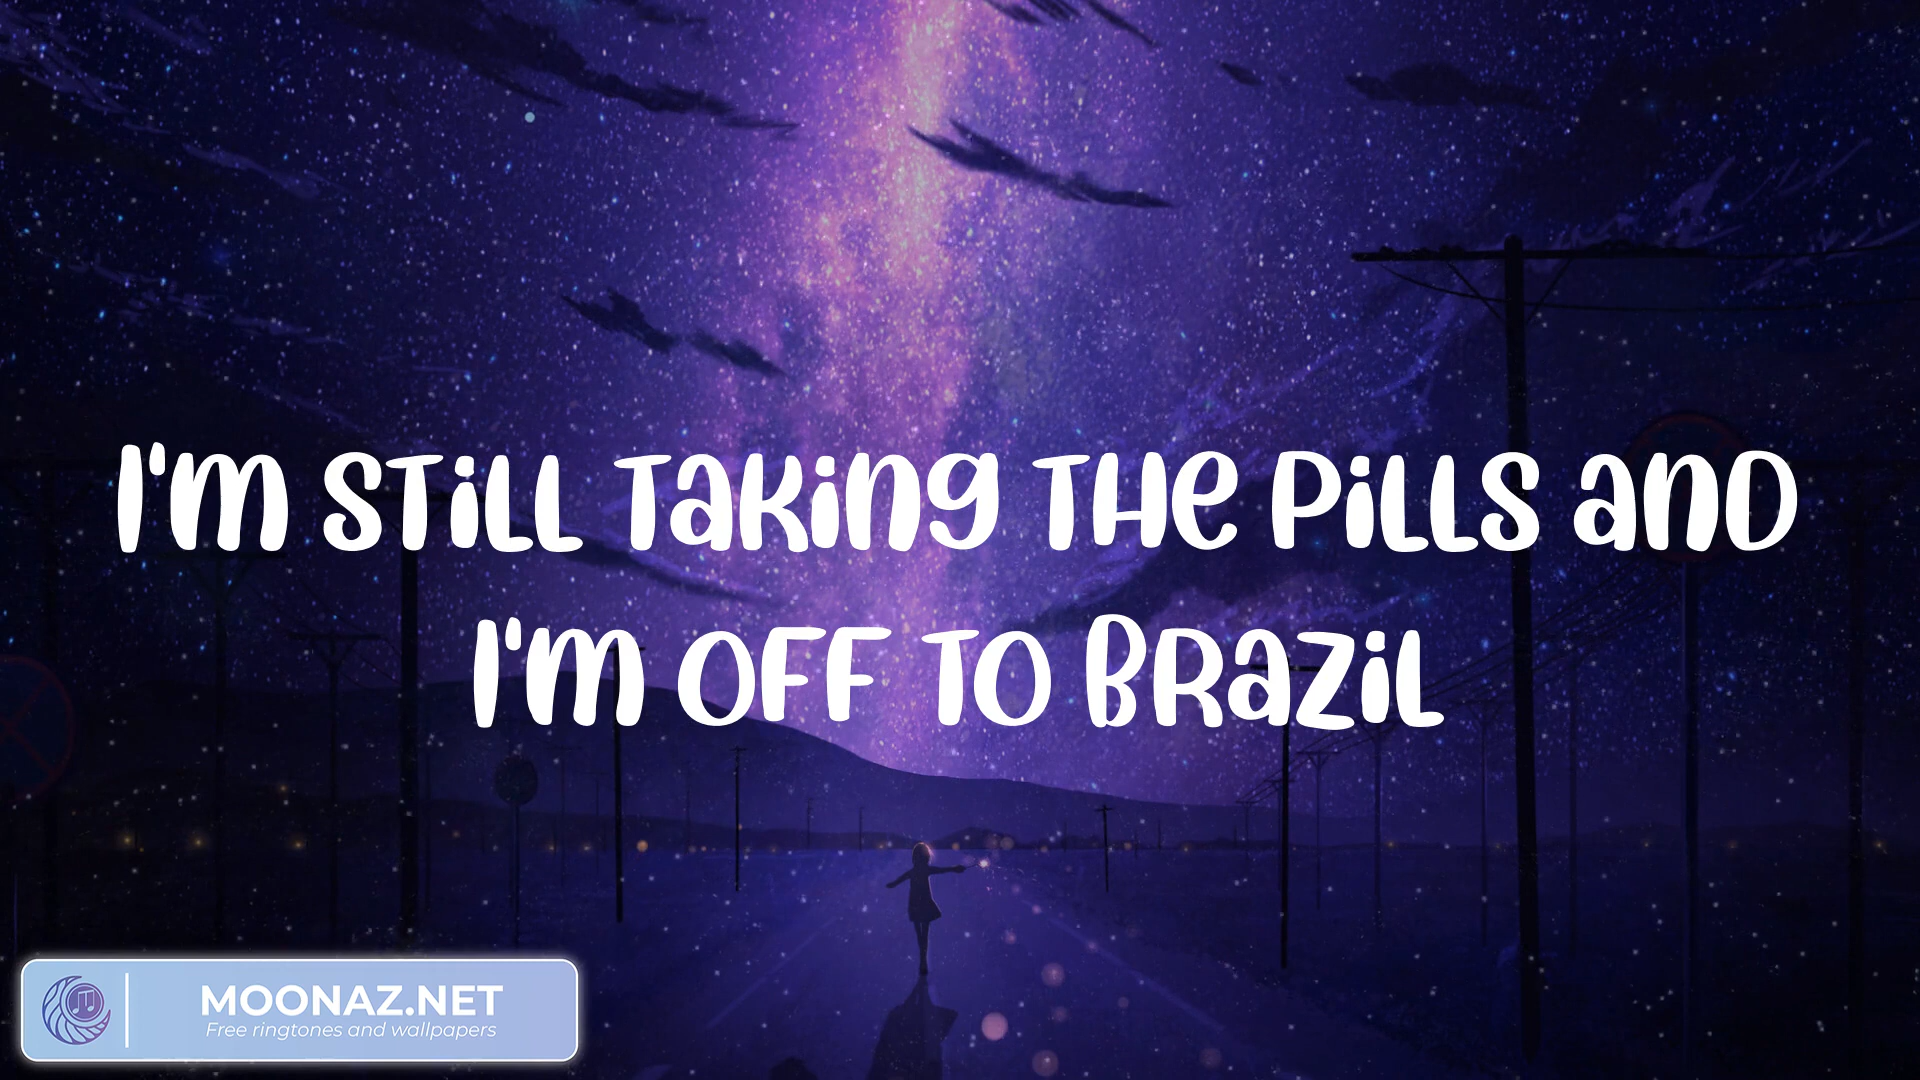 I'M STiLL TaKing THe PiLLS anD
I'M OFF TO BRaZiL
MOONAZ.NET
Free ringtones and wallpapers